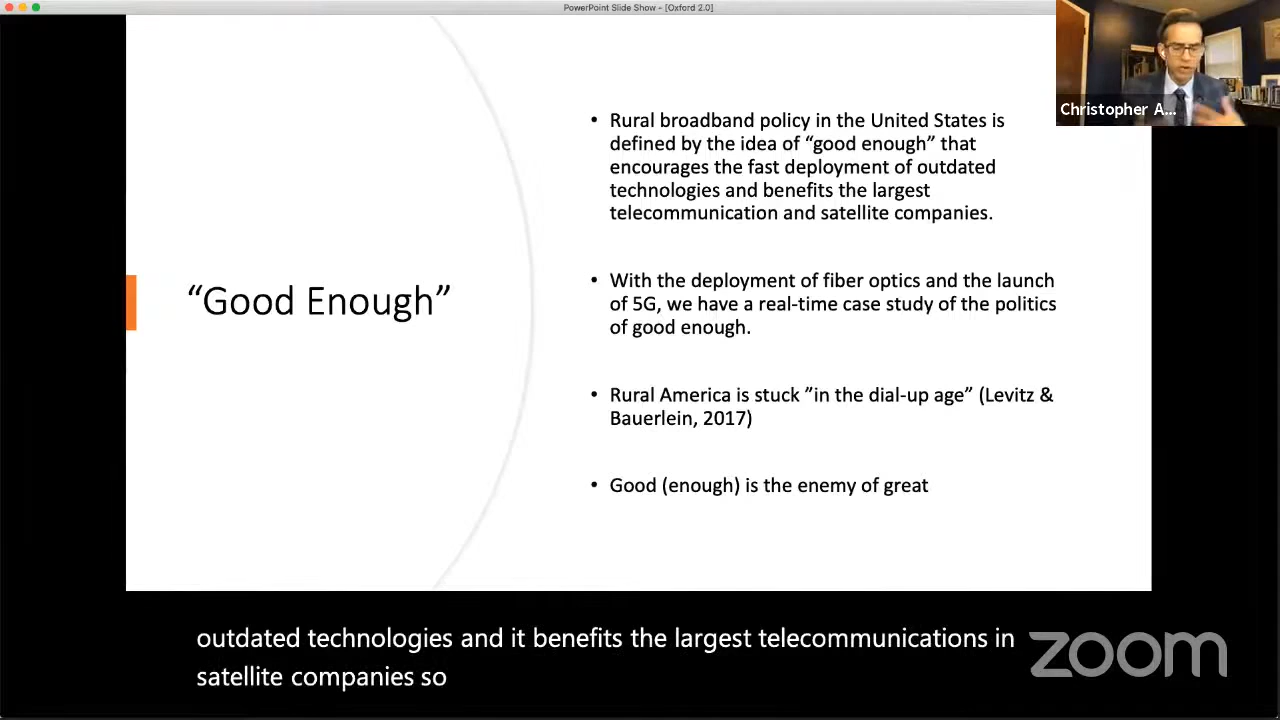 PowerPoint Slide Show - [Oxford 2.0]
Christopher A...
• Rural broadband policy in the United States is
defined by the idea of “good enough” that
encourages the fast deployment of outdated
technologies and benefits the largest
telecommunication and satellite companies.
“Good Enough”
• With the deployment of fiber optics and the launch
of 5G, we have a real-time case study of the politics
of good enough.
• Rural America is stuck ”in the dial-up age” (Levitz &
Bauerlein, 2017)
• Good (enough) is the enemy of great
outdated technologies and it benefits the largest telecommunications in
satellite companies so
zoom